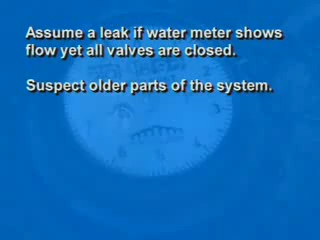 Assume a leak if water meter shows
flow yet all valves are closed.
Suspect older parts of the system.